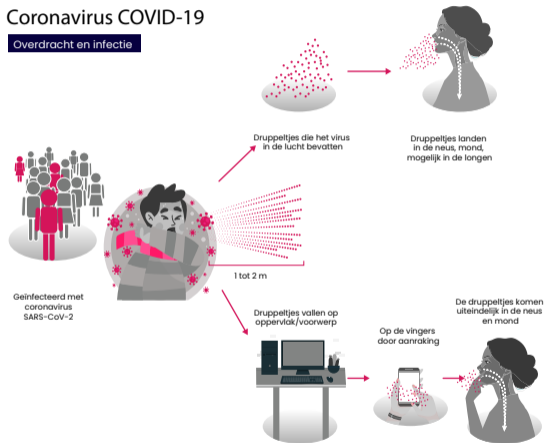 Coronavirus COVID-19
Overdracht en infectie
Druppeltjes die het virus
in de lucht bevatten
Druppeltjes landen
in de neus, mond,
mogelijk in de longen
1 tot 2 m
Geïnfecteerd met
coronavirus
SARS-CoV-2
Druppeltjes vallen op
oppervlak/voorwerp
Op de vingers
door aanraking
De druppeltjes komen
uiteindelijk in de neus
en mond